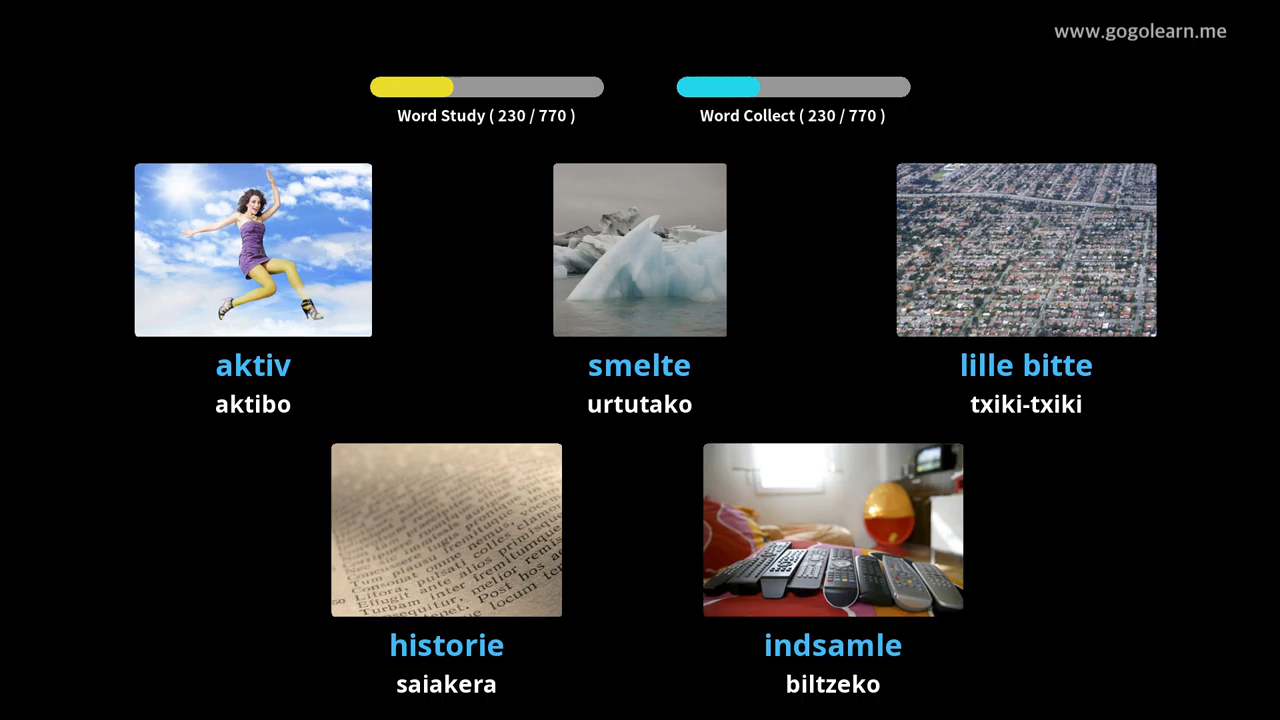 www.gogolearn.me
Word Study ( 230 / 770 )
Word Collect ( 230 / 770 )
aktiv
aktibo
smelte
urtutako
lille bitte
txiki-txiki
historie
saiakera
indsamle
biltzeko